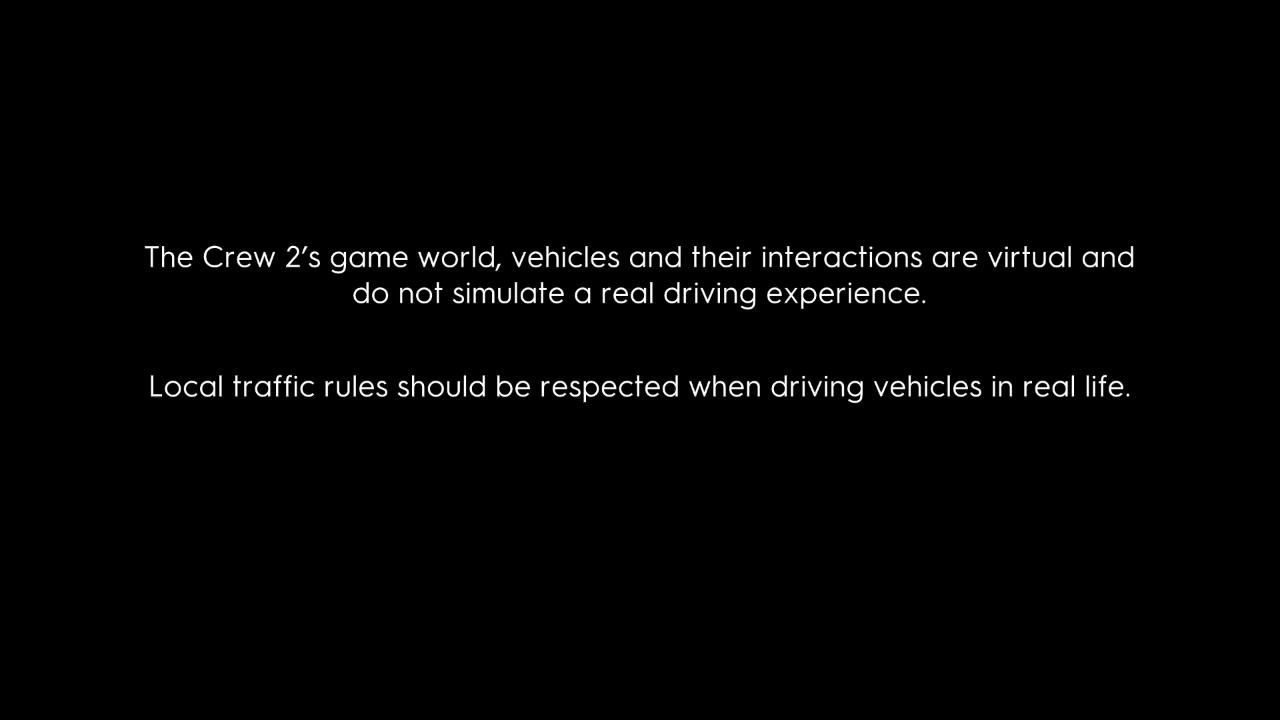 The Crew 2’s game world, vehicles and their interactions are virtual and
do not simulate a real driving experience.
Local traffic rules should be respected when driving vehicles in real life.